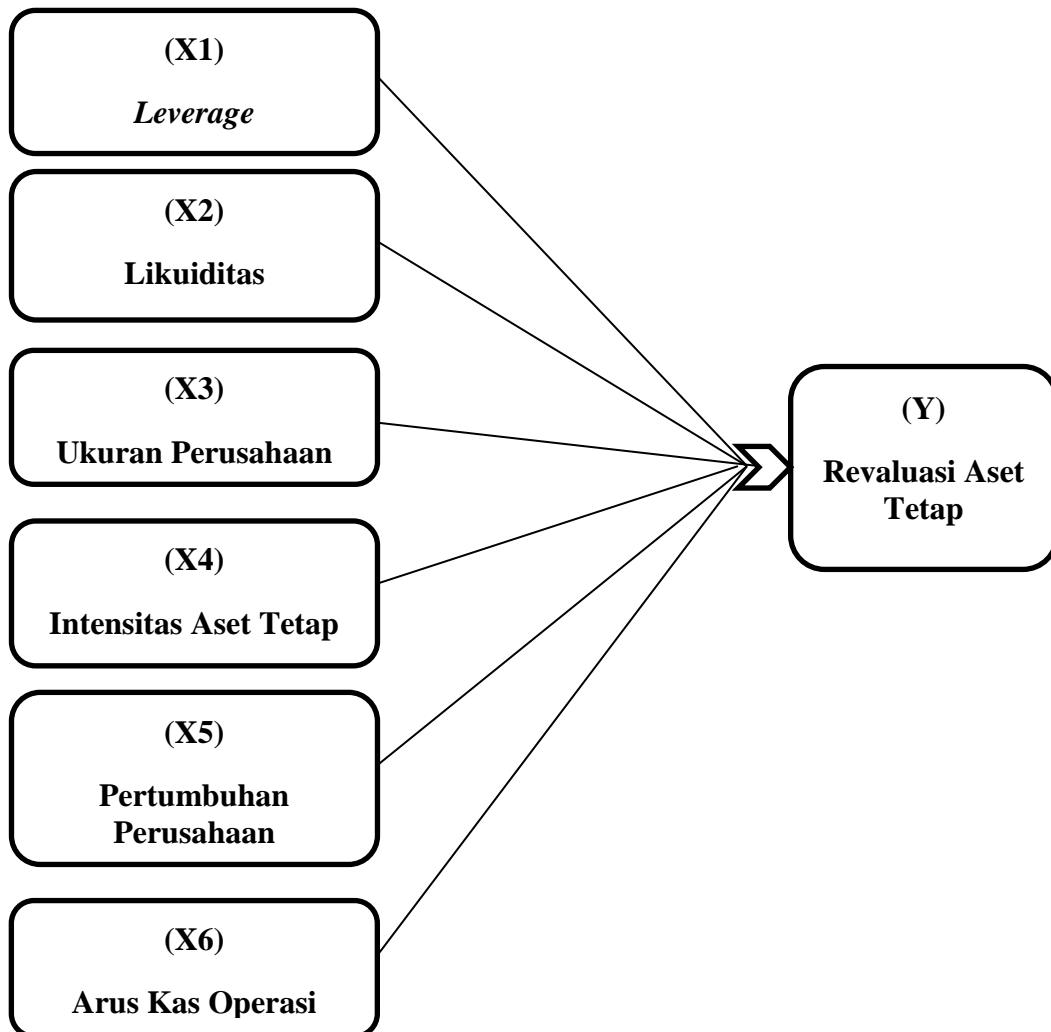 (X1)
Leverage
(X2)
Likuiditas
(X3)
Ukuran Perusahaan
(X4)
Intensitas Aset Tetap
(X5)
Pertumbuhan
Perusahaan
(X6)
Arus Kas Operasi
(Y)
Revaluasi Aset
Tetap